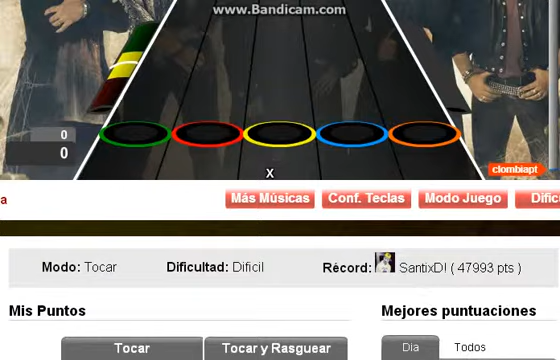 www.Bandicam.com
0
0
X
clombiapt
a
Más Músicas
Conf. Teclas
Modo Juego
Dific
Modo: Tocar
Dificultad: Dificil
Récord: SantixD! ( 47993 pts )
Mis Puntos
Mejores puntuaciones
Tocar
Tocar y Rasguear
Dia
Todos